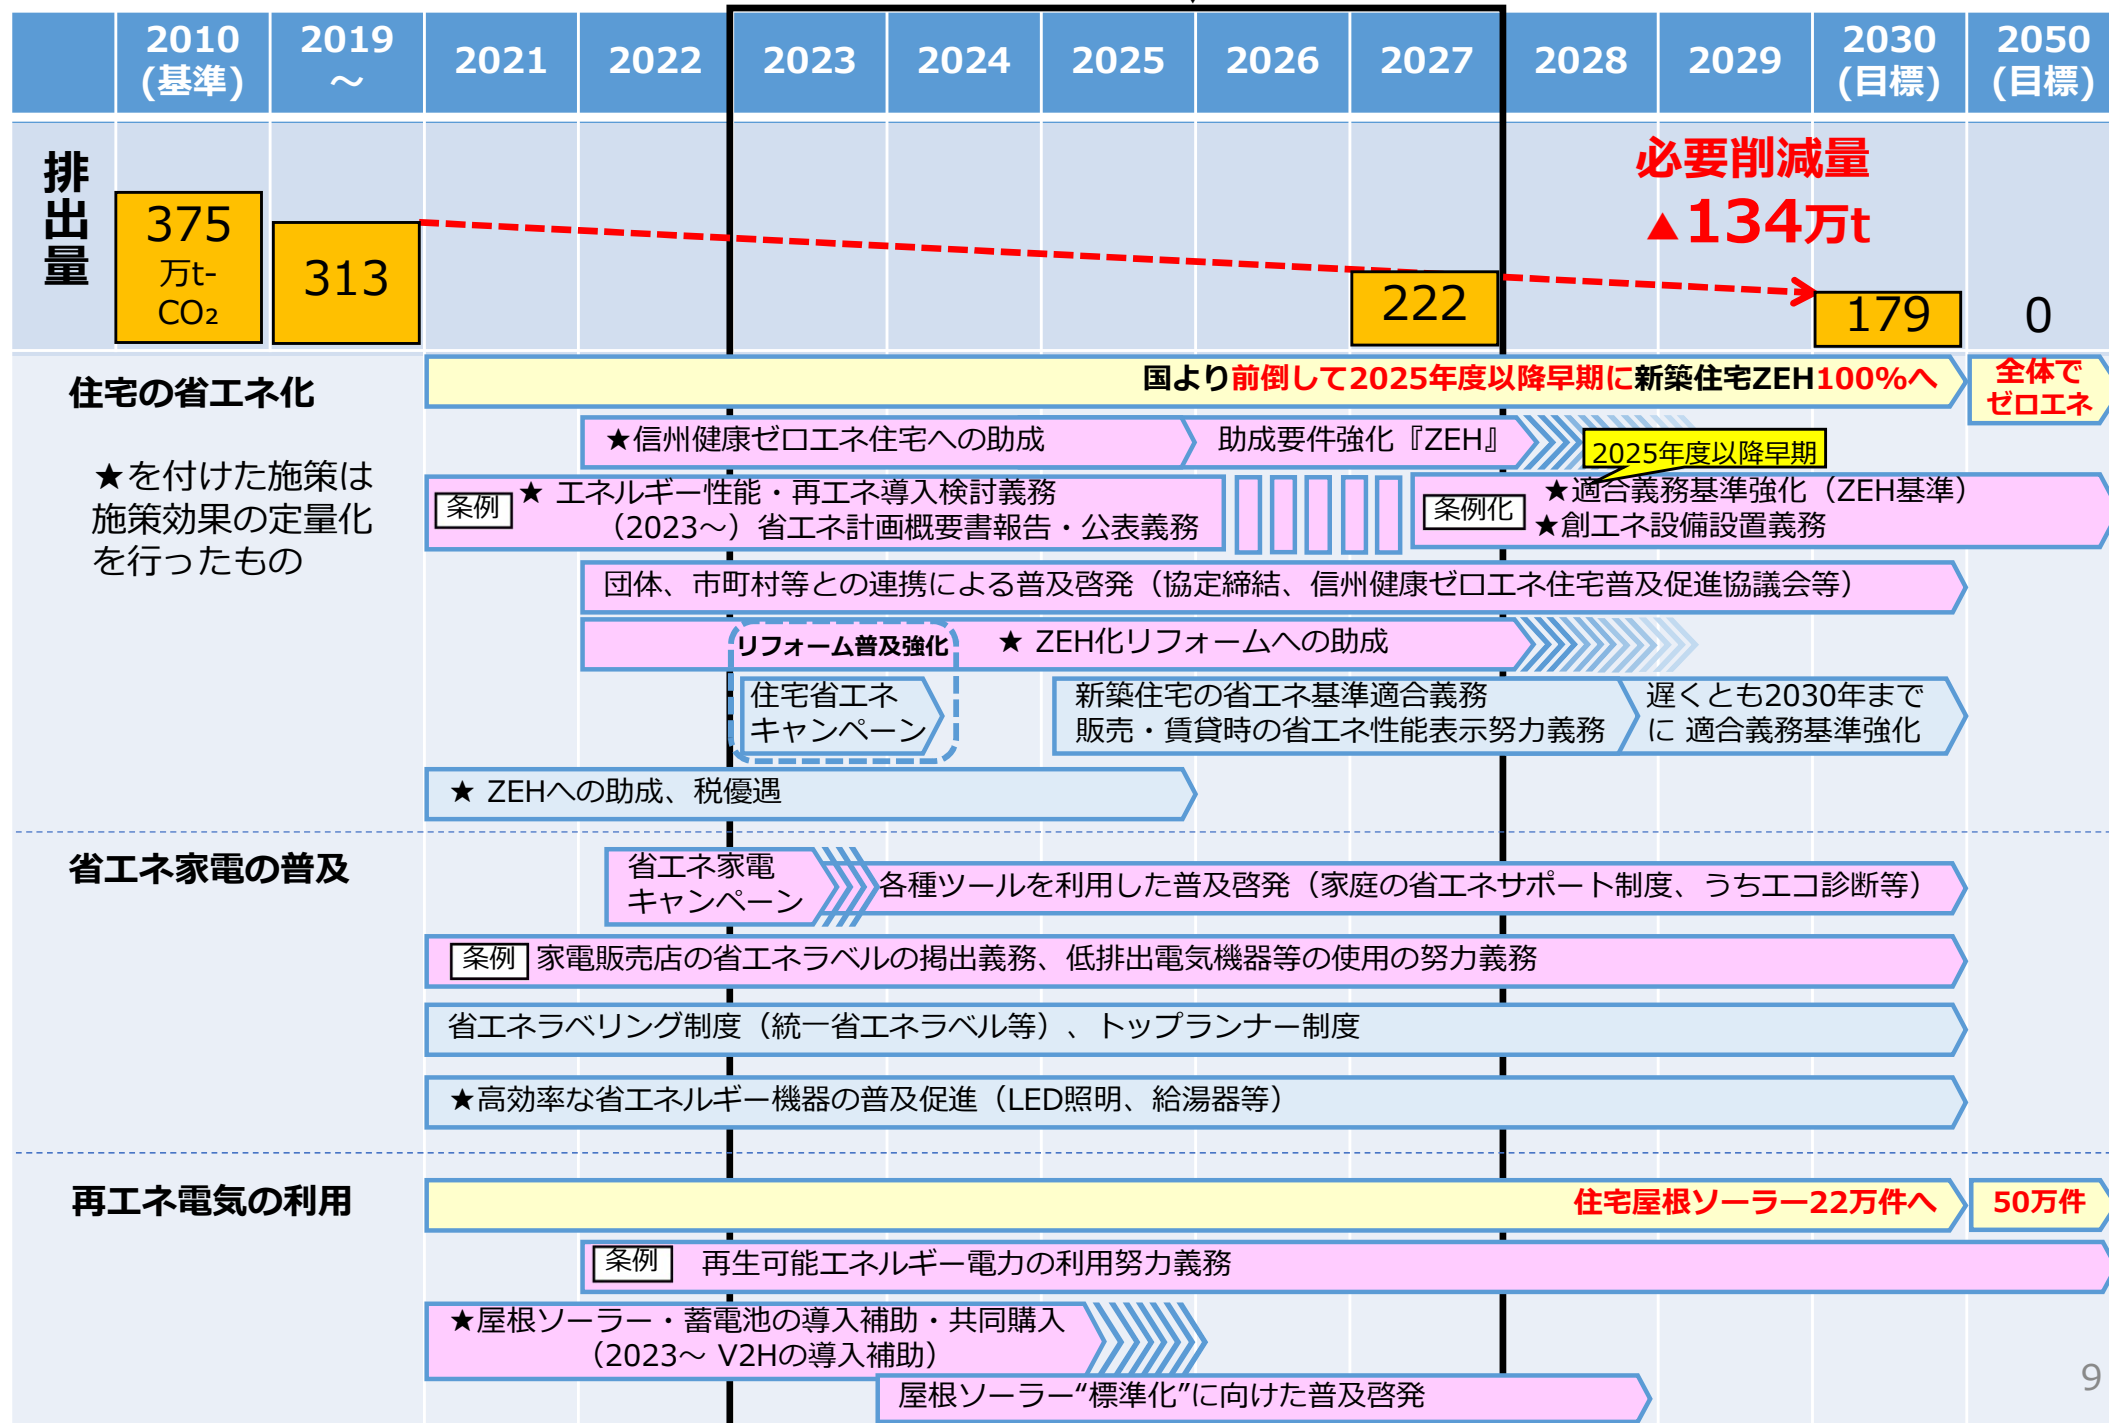 2010
(基準)
2019
～
2021
2022
2023
2024
2025
2026
2027
2028
2029
2030
(目標)
2050
(目標)
排出量
375
万t-
CO₂
313
222
必要削減量
▲134万t
179
0
住宅の省エネ化
★を付けた施策は
施策効果の定量化
を行ったもの
国より前倒して2025年度以降早期に新築住宅ZEH100%へ
全体で
ゼロエネ
★信州健康ゼロエネ住宅への助成
助成要件強化『ZEH』
2025年度以降早期
条例
★ エネルギー性能・再エネ導入検討義務
（2023～）省エネ計画概要書報告・公表義務
条例化
★適合義務基準強化（ZEH基準）
★創エネ設備設置義務
団体、市町村等との連携による普及啓発（協定締結、信州健康ゼロエネ住宅普及促進協議会等）
リフォーム普及強化
★ ZEH化リフォームへの助成
住宅省エネ
キャンペーン
新築住宅の省エネ基準適合義務
販売・賃貸時の省エネ性能表示努力義務
遅くとも2030年まで
に 適合義務基準強化
★ ZEHへの助成、税優遇
省エネ家電の普及
省エネ家電
キャンペーン
各種ツールを利用した普及啓発（家庭の省エネサポート制度、うちエコ診断等）
条例
家電販売店の省エネラベルの掲出義務、低排出電気機器等の使用の努力義務
省エネラベリング制度（統一省エネラベル等）、トップランナー制度
★高効率な省エネルギー機器の普及促進（LED照明、給湯器等）
再エネ電気の利用
住宅屋根ソーラー22万件へ
50万件
条例
再生可能エネルギー電力の利用努力義務
★屋根ソーラー・蓄電池の導入補助・共同購入
（2023～ V2Hの導入補助）
屋根ソーラー“標準化”に向けた普及啓発
9